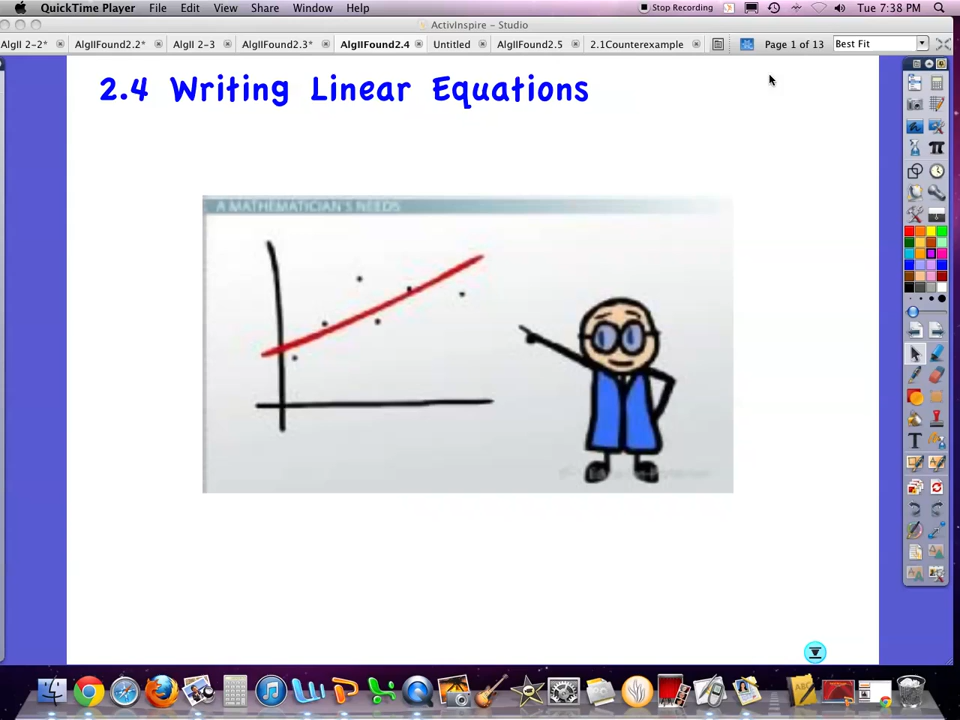 QuickTime Player File Edit View Share Window Help Stop Recording Tue 7:38 PM
ActivInspire - Studio
AlgII 2-2* AlgIIFound2.2* AlgII 2-3 AlgIIFound2.3* AlgIIFound2.4 Untitled AlgIIFound2.5 2.1Counterexample Page 1 of 13 Best Fit
2.4 Writing Linear Equations
A MATHEMATICIAN'S NEEDS